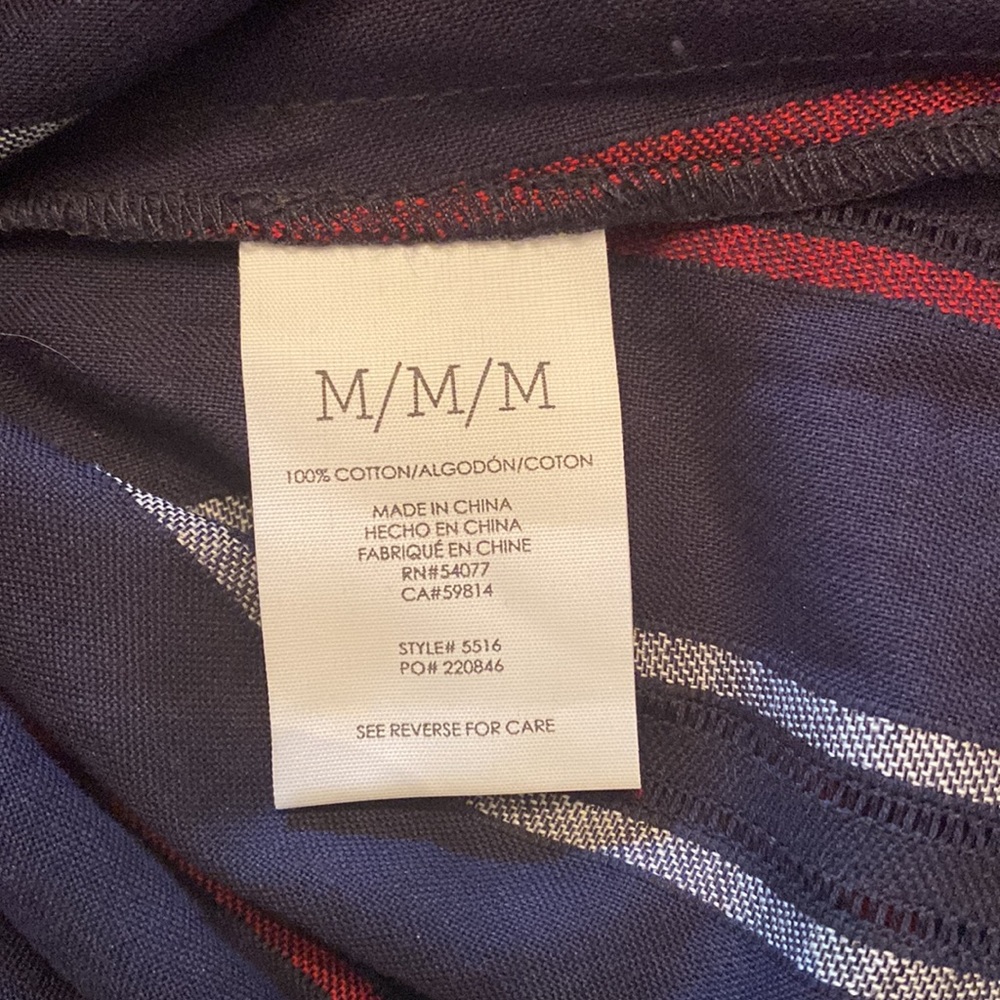 M/M/M
100% COTTON/ALGODÓN/COTON
MADE IN CHINA
HECHO EN CHINA
FABRIQUÉ EN CHINE
RN#54077
CA#59814
STYLE# 5516
PO# 220846
SEE REVERSE FOR CARE